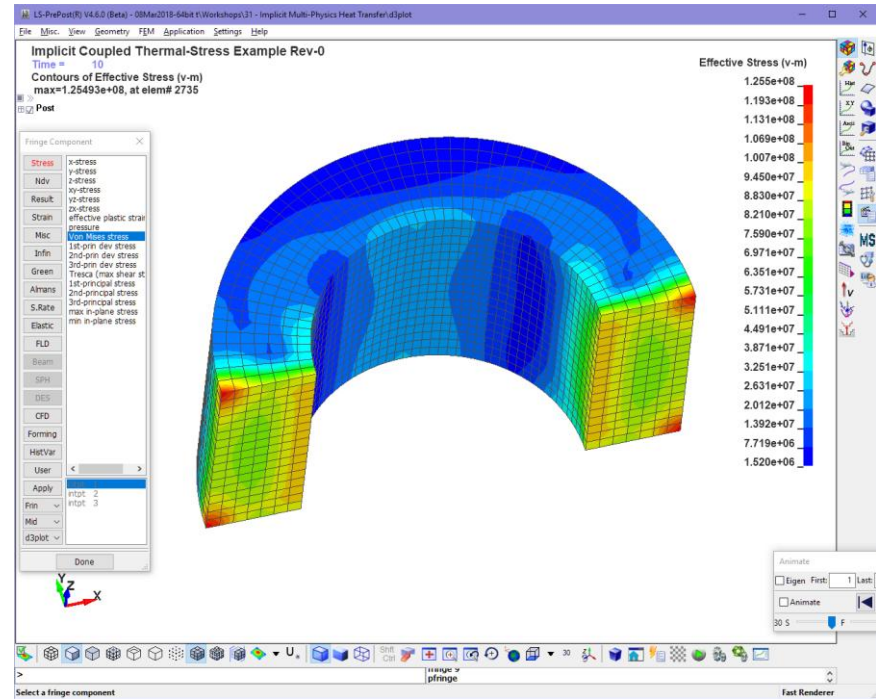 LS-PrePost(R) V4.6.0 (Beta) - 08Mar2018-64bit t\Workshops\31 - Implicit Multi-Physics Heat Transfer\d3plot
File Misc. View Geometry FEM Application Settings Help
Implicit Coupled Thermal-Stress Example Rev-0
Time = 10
Contours of Effective Stress (v-m)
max=1.25493e+08, at elem# 2735
Post
Effective Stress (v-m)
1.255e+08
1.193e+08
1.131e+08
1.069e+08
1.007e+08
9.450e+07
8.830e+07
8.210e+07
7.590e+07
6.971e+07
6.351e+07
5.731e+07
5.111e+07
4.491e+07
3.871e+07
3.251e+07
2.631e+07
2.012e+07
1.392e+07
7.719e+06
1.520e+06
Fringe Component
Stress
Ndv
Result
Strain
Misc
Infin
Green
Almans
S.Rate
Elastic
FLD
Beam
SPH
DES
CFD
Forming
HistVar
User
Apply
Frin
Mid
d3plot
x-stress
y-stress
z-stress
xy-stress
yz-stress
zx-stress
effective plastic strain
pressure
Von Mises stress
1st-prin dev stress
2nd-prin dev stress
3rd-prin dev stress
Tresca (max shear st
1st-principal stress
2nd-principal stress
3rd-principal stress
max in-plane stress
min in-plane stress
intpt 2
intpt 3
Done
Y
Z
X
Hist
XY
Ascii
Bin Out
MS
Animate
Eigen First: 1 Last:
Animate
30 S F
Shft
Ctrl
30
>
pfringe
Select a fringe component
Fast Renderer